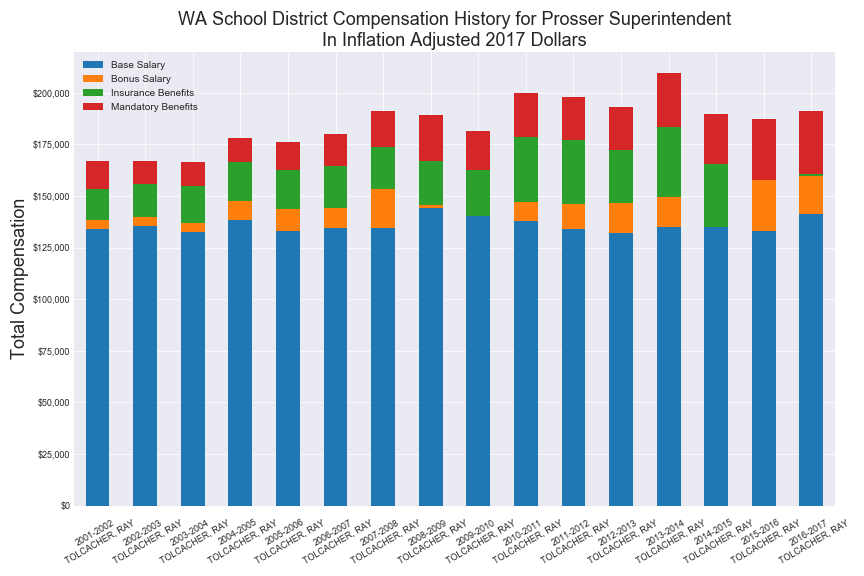 WA School District Compensation History for Prosser Superintendent
In Inflation Adjusted 2017 Dollars
Base Salary
Bonus Salary
Insurance Benefits
Mandatory Benefits
Total Compensation
$200,000
$175,000
$150,000
$125,000
$100,000
$75,000
$50,000
$25,000
$0
2001-2002
TOLCACHER, RAY
2002-2003
TOLCACHER, RAY
2003-2004
TOLCACHER, RAY
2004-2005
TOLCACHER, RAY
2005-2006
TOLCACHER, RAY
2006-2007
TOLCACHER, RAY
2007-2008
TOLCACHER, RAY
2008-2009
TOLCACHER, RAY
2009-2010
TOLCACHER, RAY
2010-2011
TOLCACHER, RAY
2011-2012
TOLCACHER, RAY
2012-2013
TOLCACHER, RAY
2013-2014
TOLCACHER, RAY
2014-2015
TOLCACHER, RAY
2015-2016
TOLCACHER, RAY
2016-2017
TOLCACHER, RAY